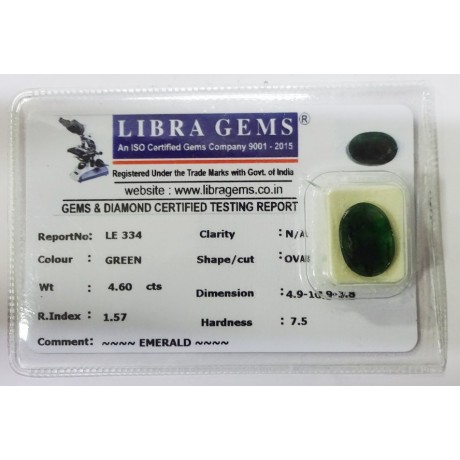 LIBRA GEMS ®
An ISO Certified Gems Company 9001 - 2015
Registered Under the Trade Marks with Govt. of India
website : www.libragems.co.in
GEMS & DIAMOND CERTIFIED TESTING REPORT
ReportNo: LE 334 Clarity : N/A
Colour : GREEN Shape/cut : OVAL
Wt : 4.60 cts Dimension
R.Index : 1.57 Hardness : 7.5
Comment: ~~~~ EMERALD ~~~~